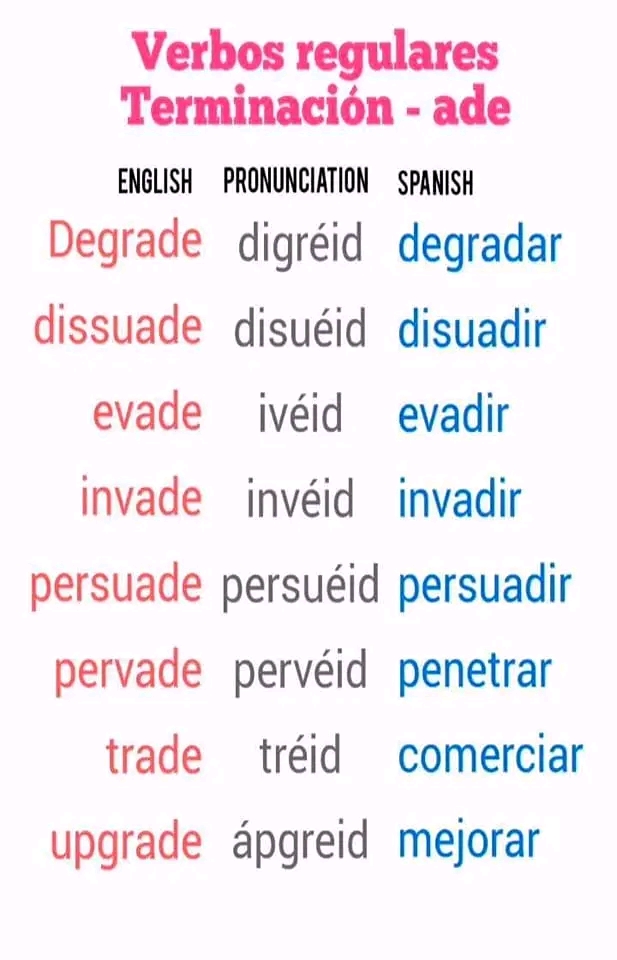 Verbos regulares
Terminación - ade
ENGLISH PRONUNCIATION SPANISH
Degrade digréid degradar
dissuade disuéid disuadir
evade ivéid evadir
invade invéid invadir
persuade persuéid persuadir
pervade pervéid penetrar
trade tréid comerciar
upgrade ápgreid mejorar